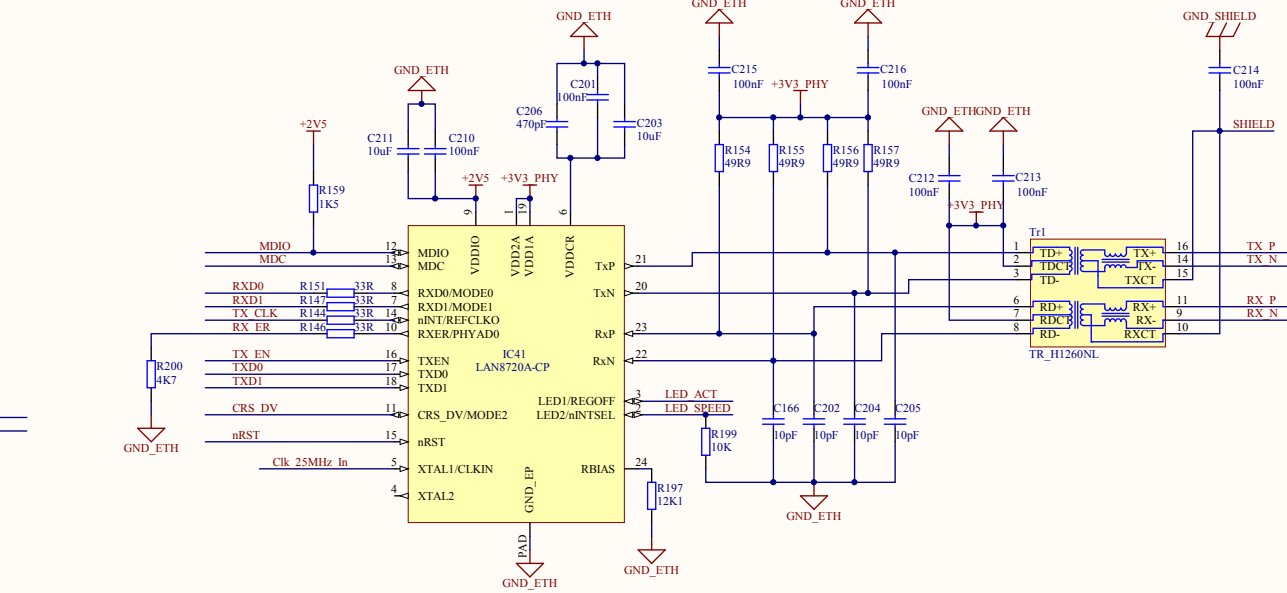 GND_ETH
GND_ETH
GND_ETH
GND_SHIELD
GND_ETH
C215
100nF
C216
100nF
C214
100nF
C201
100nF
+3V3_PHY
C206
470pF
C203
10uF
+2V5
GND_ETHGND_ETH
SHIELD
C211
10uF
C210
100nF
R154
49R9
R155
49R9
R156
49R9
R157
49R9
R159
1K5
+2V5
+3V3_PHY
C212
100nF
C213
100nF
+3V3_PHY
9
1
19
6
VDDIO
VDD2A
VDD1A
VDDCR
Tr1
MDIO
12
MDIO
MDC
13
MDC
TxP
21
1
TD+
TX+
16
TX_P
2
TDCT
TX-
14
TX_N
3
TD-
TXCT
15
RXD0
R151
33R
8
RXD0/MODE0
TxN
20
RXD1
R147
33R
7
RXD1/MODE1
6
RD+
RX+
11
RX_P
TX_CLK
R144
33R
14
nINT/REFCLKO
7
RDCT
RX-
9
RX_N
RX_ER
R146
33R
10
RXER/PHYAD0
RxP
23
8
RD-
RXCT
10
TR_H1260NL
IC41
LAN8720A-CP
TX_EN
16
TXEN
RxN
22
TXD0
17
TXD0
TXD1
18
TXD1
R200
4K7
LED1/REGOFF
3
LED_ACT
CRS_DV
11
CRS_DV/MODE2
LED2/nINTSEL
2
LED_SPEED
C166
10pF
C202
10pF
C204
10pF
C205
10pF
R199
10K
nRST
15
nRST
GND_ETH
Clk_25MHz_In
5
XTAL1/CLKIN
RBIAS
24
4
XTAL2
GND_EP
R197
12K1
GND_ETH
PAD
GND_ETH
GND_ETH